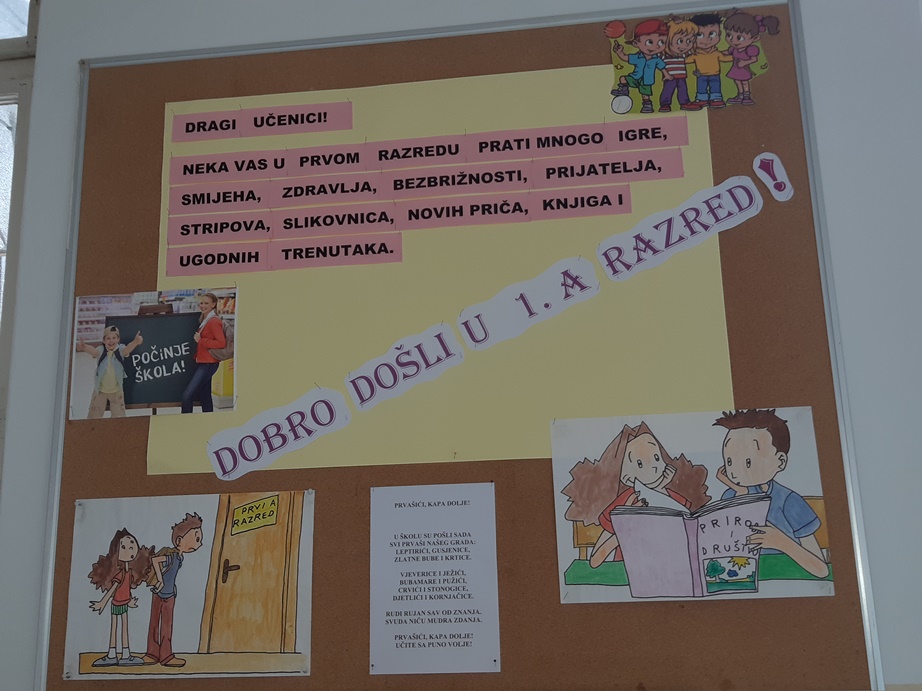 DRAGI UČENICI!
NEKA VAS U PRVOM RAZREDU PRATI MNOGO IGRE,
SMIJEHA, ZDRAVLJA, BEZBRIŽNOSTI, PRIJATELJA,
STRIPOVA, SLIKOVNICA, NOVIH PRIČA, KNJIGA I
UGODNIH TRENUTAKA.
DOBRO DOŠLI U 1. A RAZRED!
POČINJE
ŠKOLA!
PRVI A
RAZRED
PRVAŠIĆI, KAPA DOLJE!
U ŠKOLU SU POŠLI SADA
SVI PRVAŠI NAŠEG GRADA:
LEPTIRIĆI, GUSJENICE,
ZLATNE BUBE I KRTICE.
VJEVERICE I JEŽIĆI,
BUBAMARE I PUŽIĆI,
CRVIĆI I STONOGICE,
DJETLIĆI I KORNJAČICE.
RUDI RUJAN SAV OD ZNANJA.
SVUDA NIČU MUDRA ZDANJA.
PRVAŠIĆI, KAPA DOLJE!
UČITE SA PUNO VOLJE!
PRIRO
I
DRUŠ